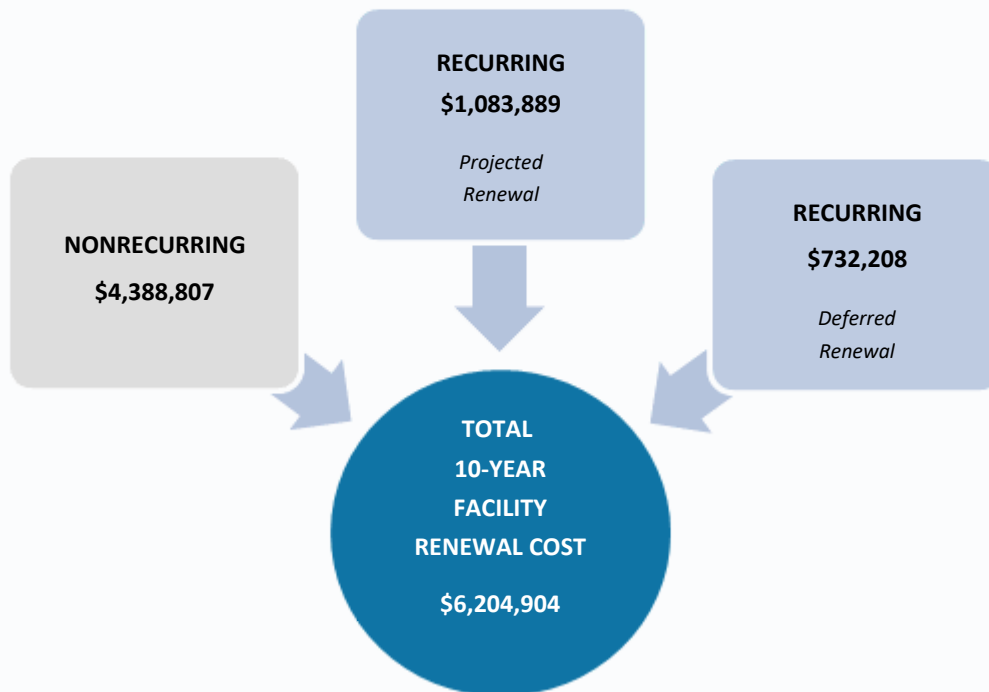 RECURRING
$1,083,889
Projected
Renewal
NONRECURRING
$4,388,807
RECURRING
$732,208
Deferred
Renewal
TOTAL
10-YEAR
FACILITY
RENEWAL COST
$6,204,904